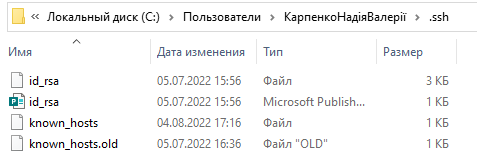 « Локальный диск (C:) › Пользователи › КарпенкоНадіяВалерії › .ssh
Имя Дата изменения Тип Размер
id_rsa 05.07.2022 15:56 Файл 3 КБ
id_rsa 05.07.2022 15:56 Microsoft Publish... 1 КБ
known_hosts 04.08.2022 17:16 Файл 1 КБ
known_hosts.old 05.07.2022 16:36 Файл "OLD" 1 КБ